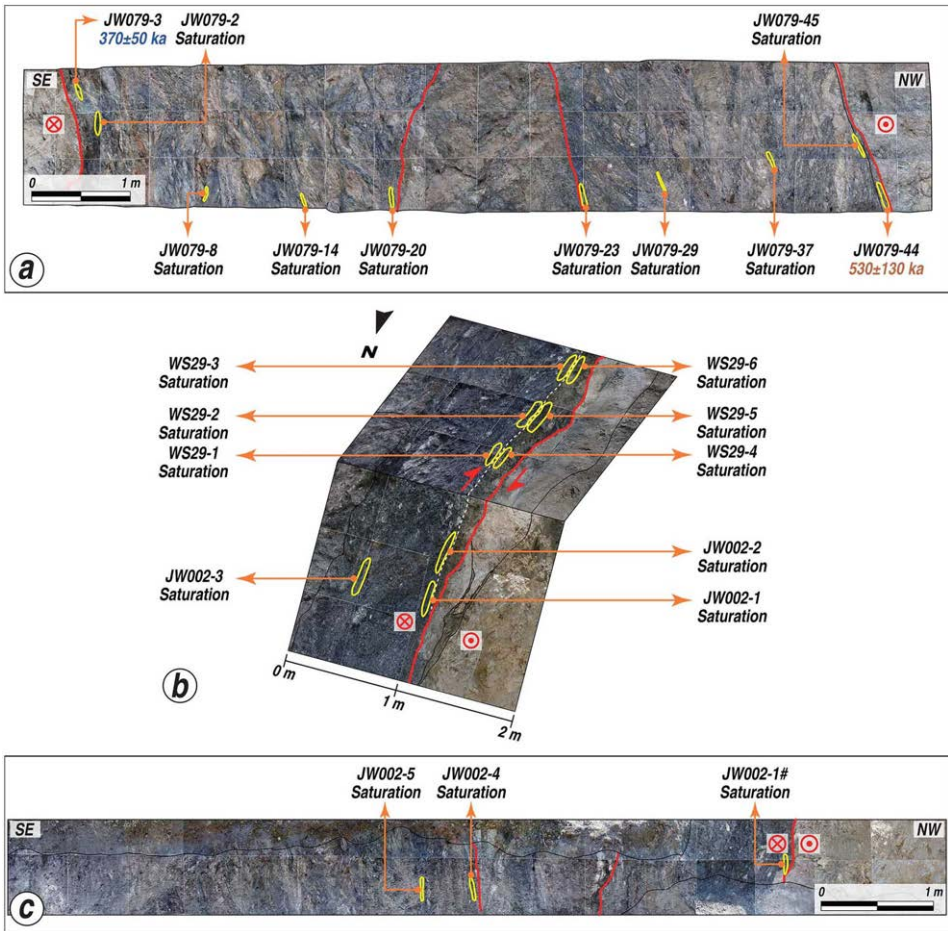 JW079-3
370±50 ka
JW079-2
Saturation
JW079-45
Saturation
SE
NW
0
1 m
JW079-8
Saturation
JW079-14
Saturation
JW079-20
Saturation
JW079-23
Saturation
JW079-29
Saturation
JW079-37
Saturation
JW079-44
530±130 ka
a
N
WS29-3
Saturation
WS29-6
Saturation
WS29-2
Saturation
WS29-5
Saturation
WS29-1
Saturation
WS29-4
Saturation
JW002-2
Saturation
JW002-3
Saturation
JW002-1
Saturation
0 m
1 m
2 m
b
JW002-5
Saturation
JW002-4
Saturation
JW002-1#
Saturation
SE
NW
0
1 m
c